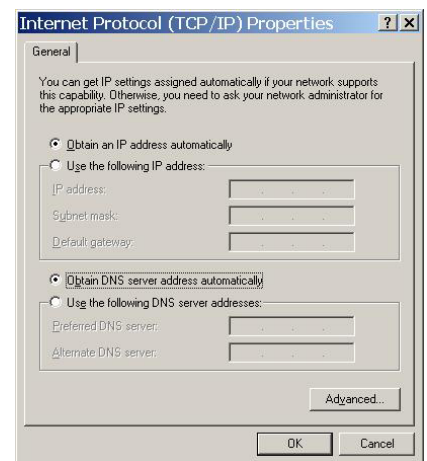 Internet Protocol (TCP/IP) Properties
General
You can get IP settings assigned automatically if your network supports
this capability. Otherwise, you need to ask your network administrator for
the appropriate IP settings.
Obtain an IP address automatically
Use the following IP address:
IP address:
Subnet mask:
Default gateway:
Obtain DNS server address automatically
Use the following DNS server addresses:
Preferred DNS server:
Alternate DNS server:
Advanced...
OK Cancel